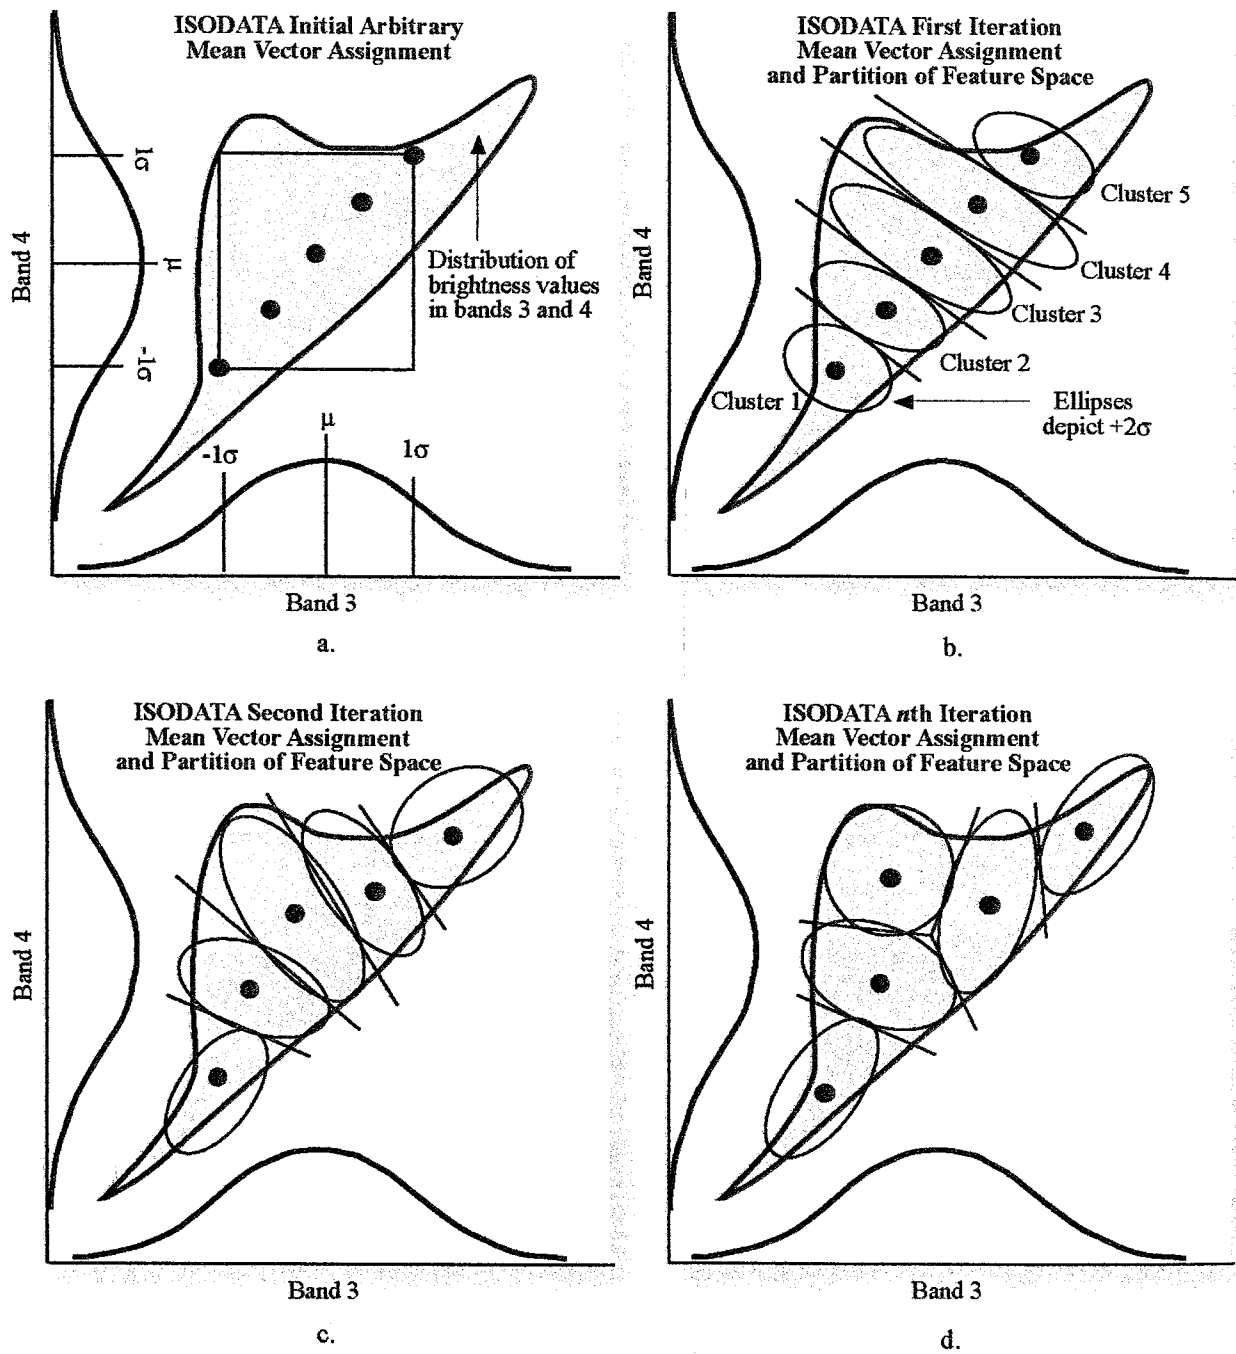 ISODATA Initial Arbitrary
Mean Vector Assignment
1σ
μ
-1σ
Band 4
Distribution of
brightness values
in bands 3 and 4
-1σ
μ
1σ
Band 3
a.
ISODATA First Iteration
Mean Vector Assignment
and Partition of Feature Space
Band 4
Cluster 5
Cluster 4
Cluster 3
Cluster 2
Cluster 1
Ellipses
depict +2σ
Band 3
b.
ISODATA Second Iteration
Mean Vector Assignment
and Partition of Feature Space
Band 4
Band 3
c.
ISODATA nth Iteration
Mean Vector Assignment
and Partition of Feature Space
Band 4
Band 3
d.